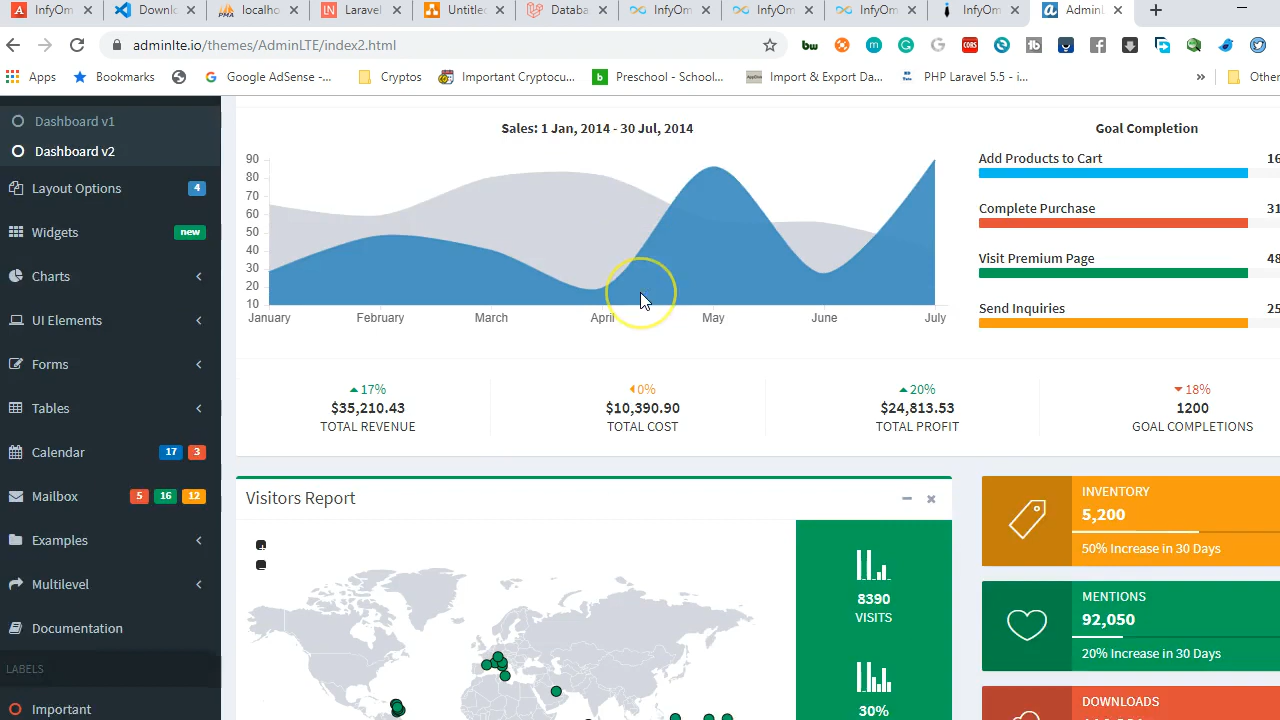 InfyOm
Downl
localho
Laravel
Untitle
Databa
InfyOm
InfyOm
InfyOm
InfyOm
AdminL
adminlte.io/themes/AdminLTE/index2.html
Apps
Bookmarks
Google AdSense -...
Cryptos
Important Cryptocu...
Preschool - School...
Import & Export Da...
PHP Laravel 5.5 - i...
Other
Dashboard v1
Dashboard v2
Layout Options 4
Widgets new
Charts
UI Elements
Forms
Tables
Calendar 17 3
Mailbox 5 16 12
Examples
Multilevel
Documentation
LABELS
Important
Sales: 1 Jan, 2014 - 30 Jul, 2014
90
80
70
60
50
40
30
20
10
January February March April May June July
Goal Completion
Add Products to Cart 16
Complete Purchase 31
Visit Premium Page 48
Send Inquiries 25
17%
$35,210.43
TOTAL REVENUE
0%
$10,390.90
TOTAL COST
20%
$24,813.53
TOTAL PROFIT
18%
1200
GOAL COMPLETIONS
Visitors Report
8390
VISITS
30%
INVENTORY
5,200
50% Increase in 30 Days
MENTIONS
92,050
20% Increase in 30 Days
DOWNLOADS